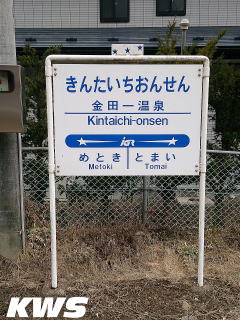 きんたいちおんせん
金田一温泉
Kintaichi-onsen
IGR
めとき とまい
Metoki Tomai
KWS